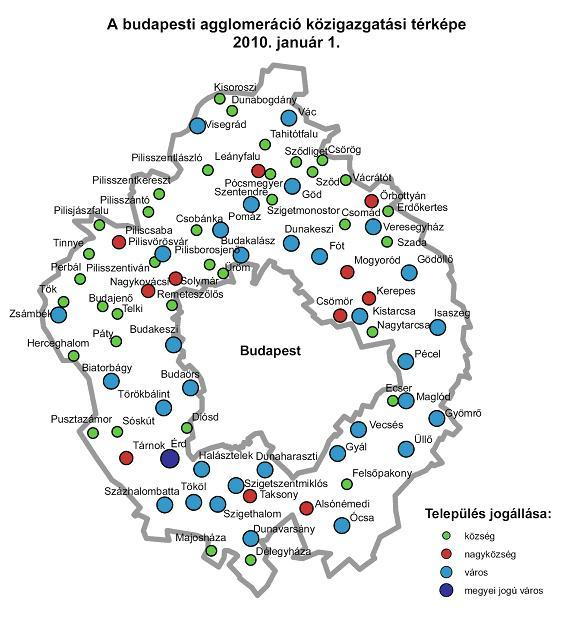 A budapesti agglomeráció közigazgatási térképe
2010. január 1.
Kisoroszi
Dunabogdány
Vác
Visegrád
Tahitótfalu
Pilisszentlászló
Leányfalu
Sződliget
Csörög
Pilisszentkereszt
Pócsmegyer
Sződ
Vácrátót
Szentendre
Göd
Pilisszántó
Őrbottyán
Pilisjászfalu
Szigetmonostor
Csomád
Erdőkertes
Csobánka
Pomáz
Veresegyház
Piliscsaba
Dunakeszi
Tinnye
Pilisvörösvár
Pilisborosjenő
Budakalász
Fót
Szada
Perbál
Pilisszentiván
Üröm
Mogyoród
Gödöllő
Nagykovácsi
Solymár
Tök
Budajenő
Remeteszőlős
Csömör
Kerepes
Zsámbék
Telki
Kistarcsa
Isaszeg
Páty
Budakeszi
Nagytarcsa
Herceghalom
Budapest
Pécel
Biatorbágy
Budaörs
Törökbálint
Ecser
Maglód
Pusztazámor
Sóskút
Diósd
Gyömrő
Vecsés
Tárnok
Érd
Gyál
Üllő
Halásztelek
Dunaharaszti
Felsőpakony
Százhalombatta
Tököl
Szigetszentmiklós
Taksony
Alsónémedi
Szigethalom
Ócsa
Majosháza
Dunavarsány
Délegyháza
Település jogállása:
község
nagyközség
város
megyei jogú város